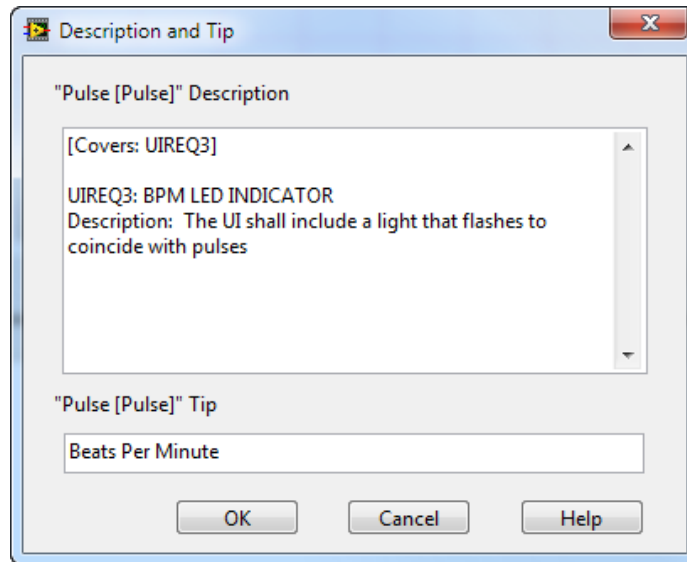 Description and Tip
"Pulse [Pulse]" Description
[Covers: UIREQ3]
UIREQ3: BPM LED INDICATOR
Description:  The UI shall include a light that flashes to
coincide with pulses
"Pulse [Pulse]" Tip
Beats Per Minute
OK
Cancel
Help